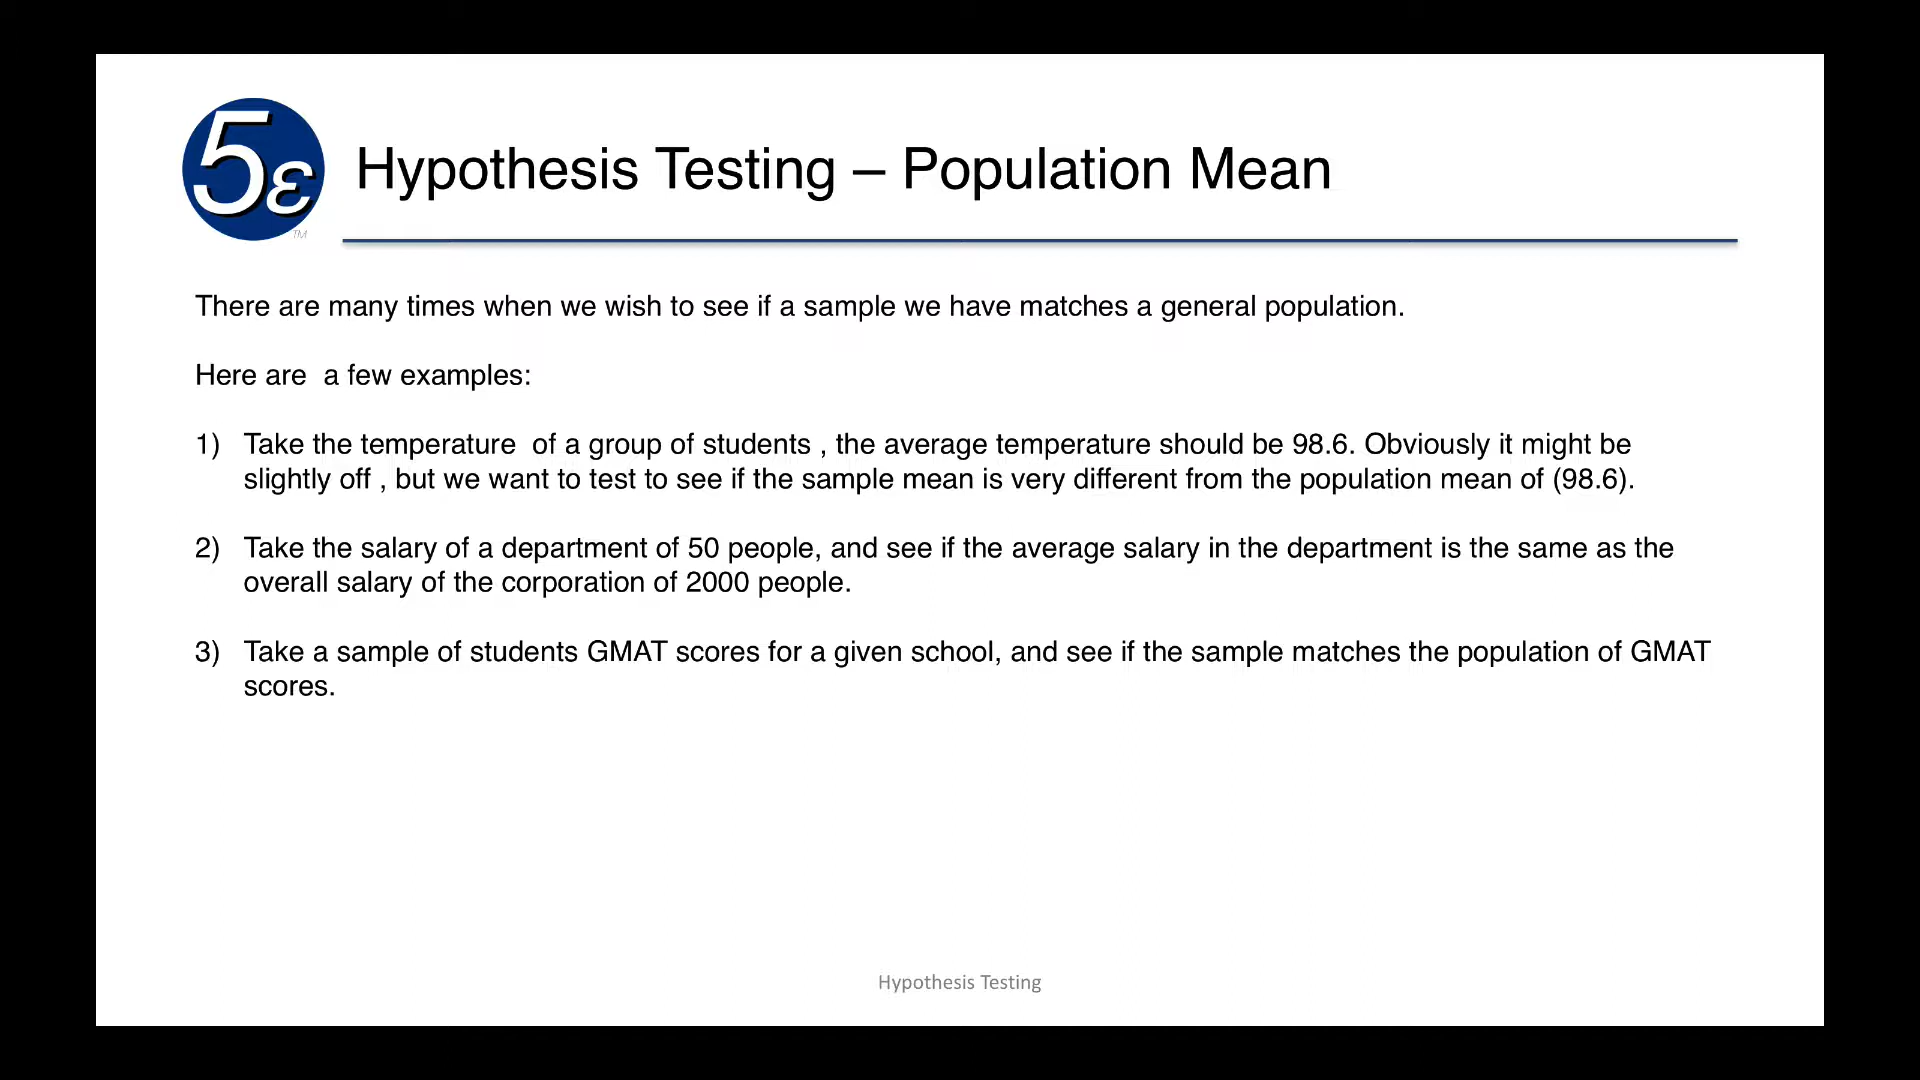 5ε
TM
Hypothesis Testing – Population Mean
There are many times when we wish to see if a sample we have matches a general population.
Here are  a few examples:
1) Take the temperature  of a group of students , the average temperature should be 98.6. Obviously it might be
slightly off , but we want to test to see if the sample mean is very different from the population mean of (98.6).
2) Take the salary of a department of 50 people, and see if the average salary in the department is the same as the
overall salary of the corporation of 2000 people.
3) Take a sample of students GMAT scores for a given school, and see if the sample matches the population of GMAT
scores.
Hypothesis Testing